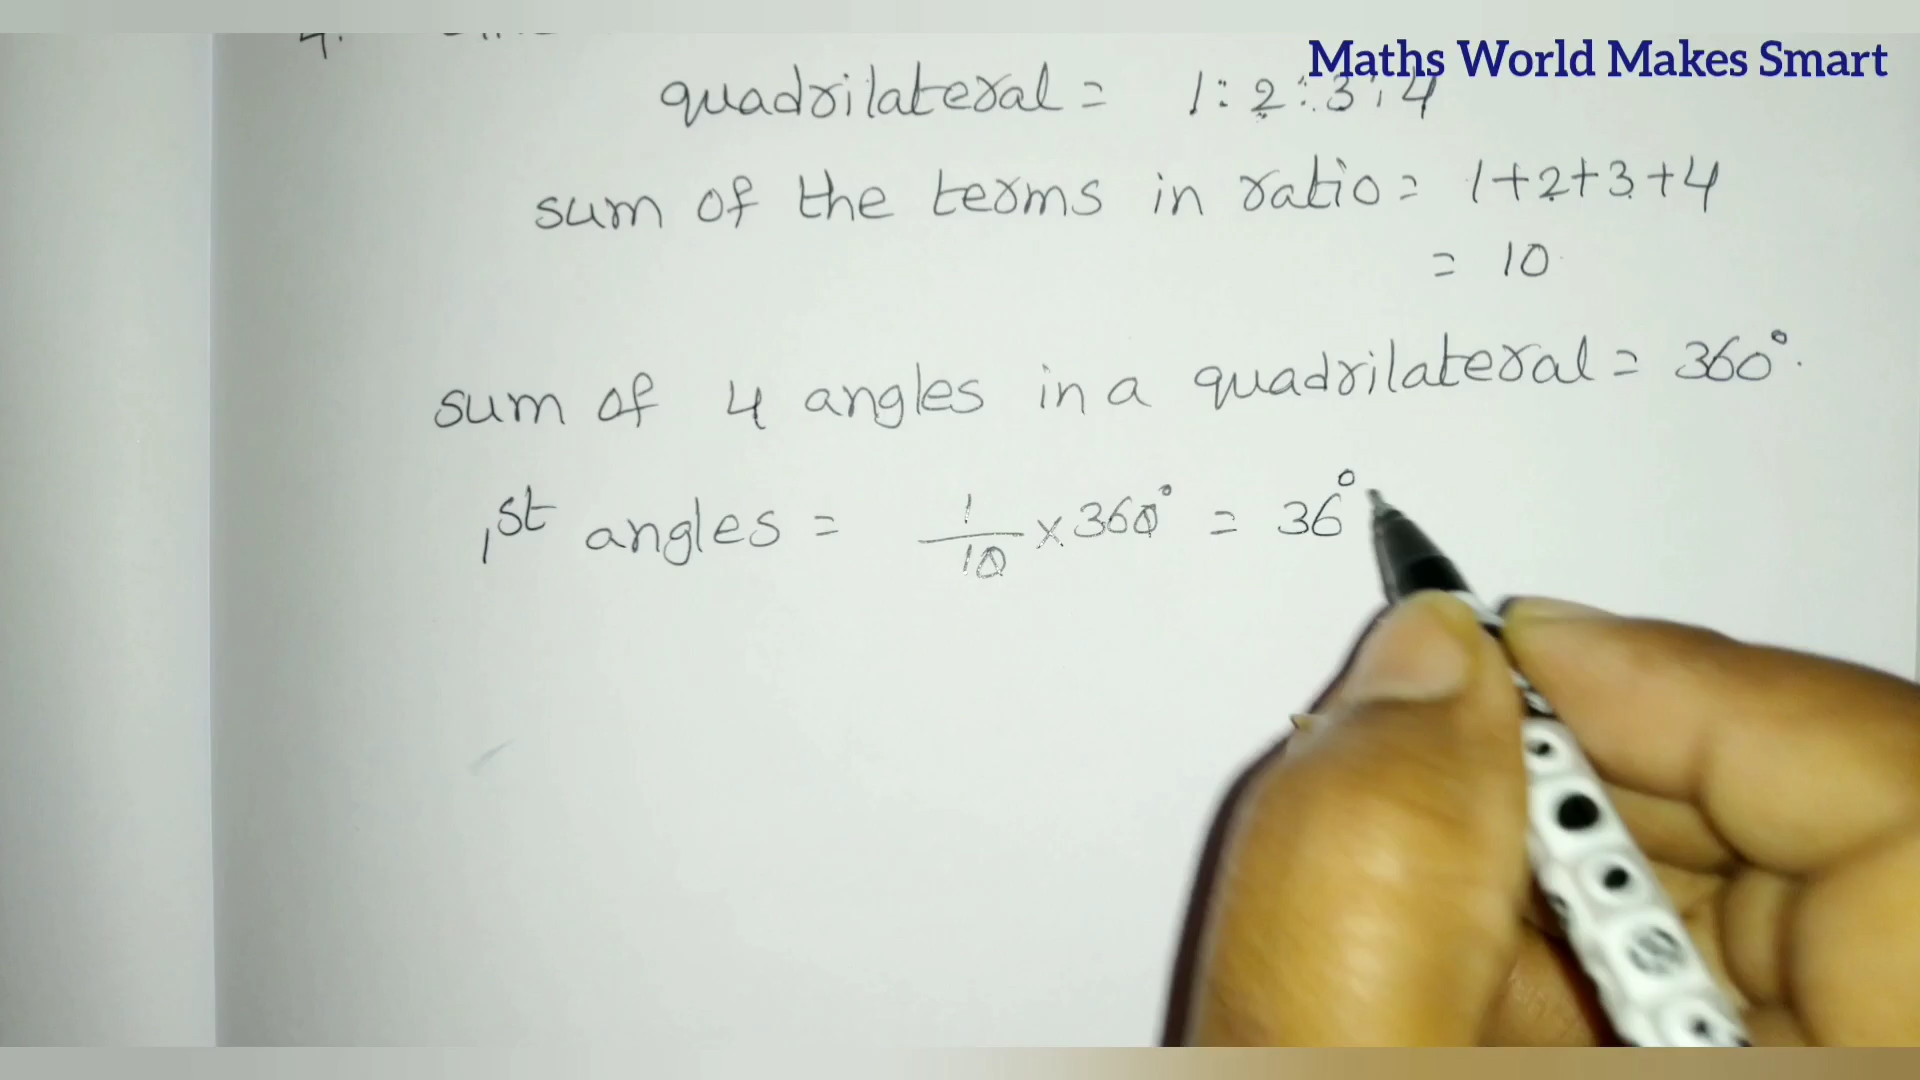 Maths World Makes Smart
4.
quadrilateral = 1 : 2 : 3 : 4
sum of the terms in ratio = 1+2+3+4
= 10
sum of 4 angles in a quadrilateral = 360°.
1st angles = 1/10 × 360° = 36°